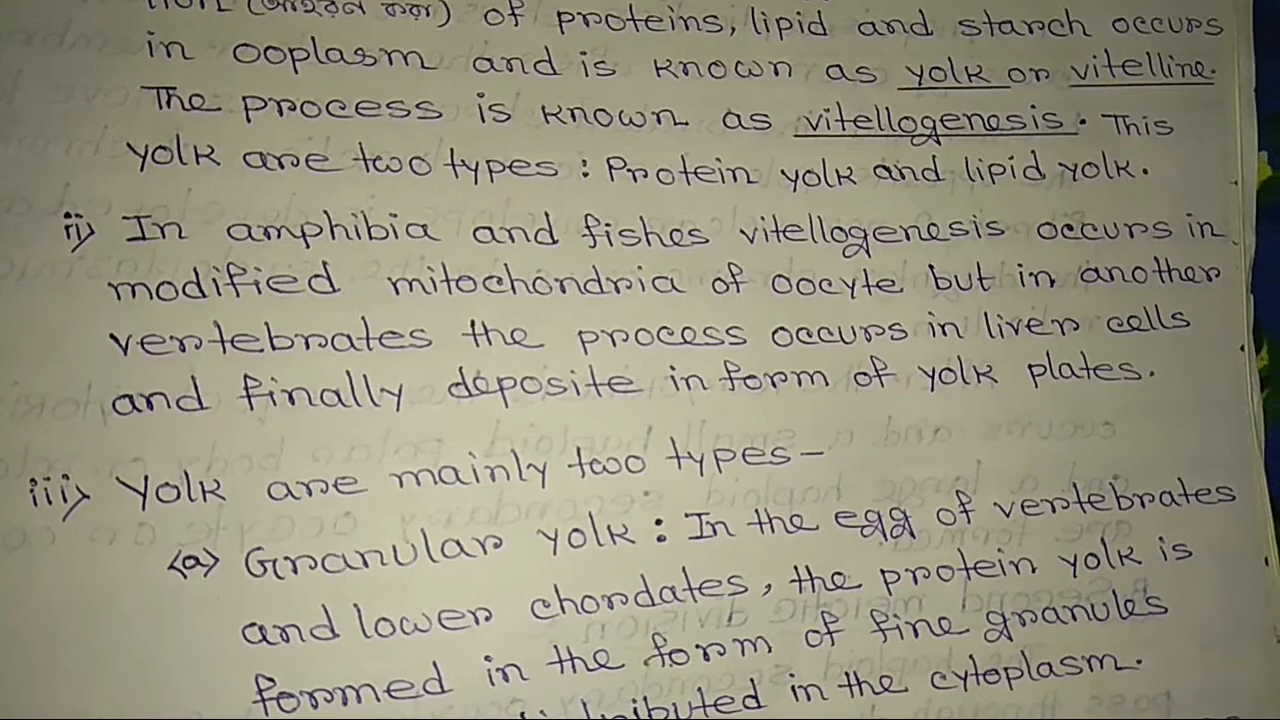 of proteins, lipid and starch occurs
in ooplasm and is known as yolk or vitelline.
The process is known as vitellogenesis. This
yolk are two types : Protein yolk and lipid yolk.
ii) In amphibia and fishes vitellogenesis occurs in
modified mitochondria of oocyte but in another
vertebrates the process occurs in liver cells
and finally deposite in form of yolk plates.
iii) Yolk are mainly two types-
(a) Granular yolk : In the egg of vertebrates
and lower chordates, the protein yolk is
formed in the form of fine granules
in the cytoplasm.